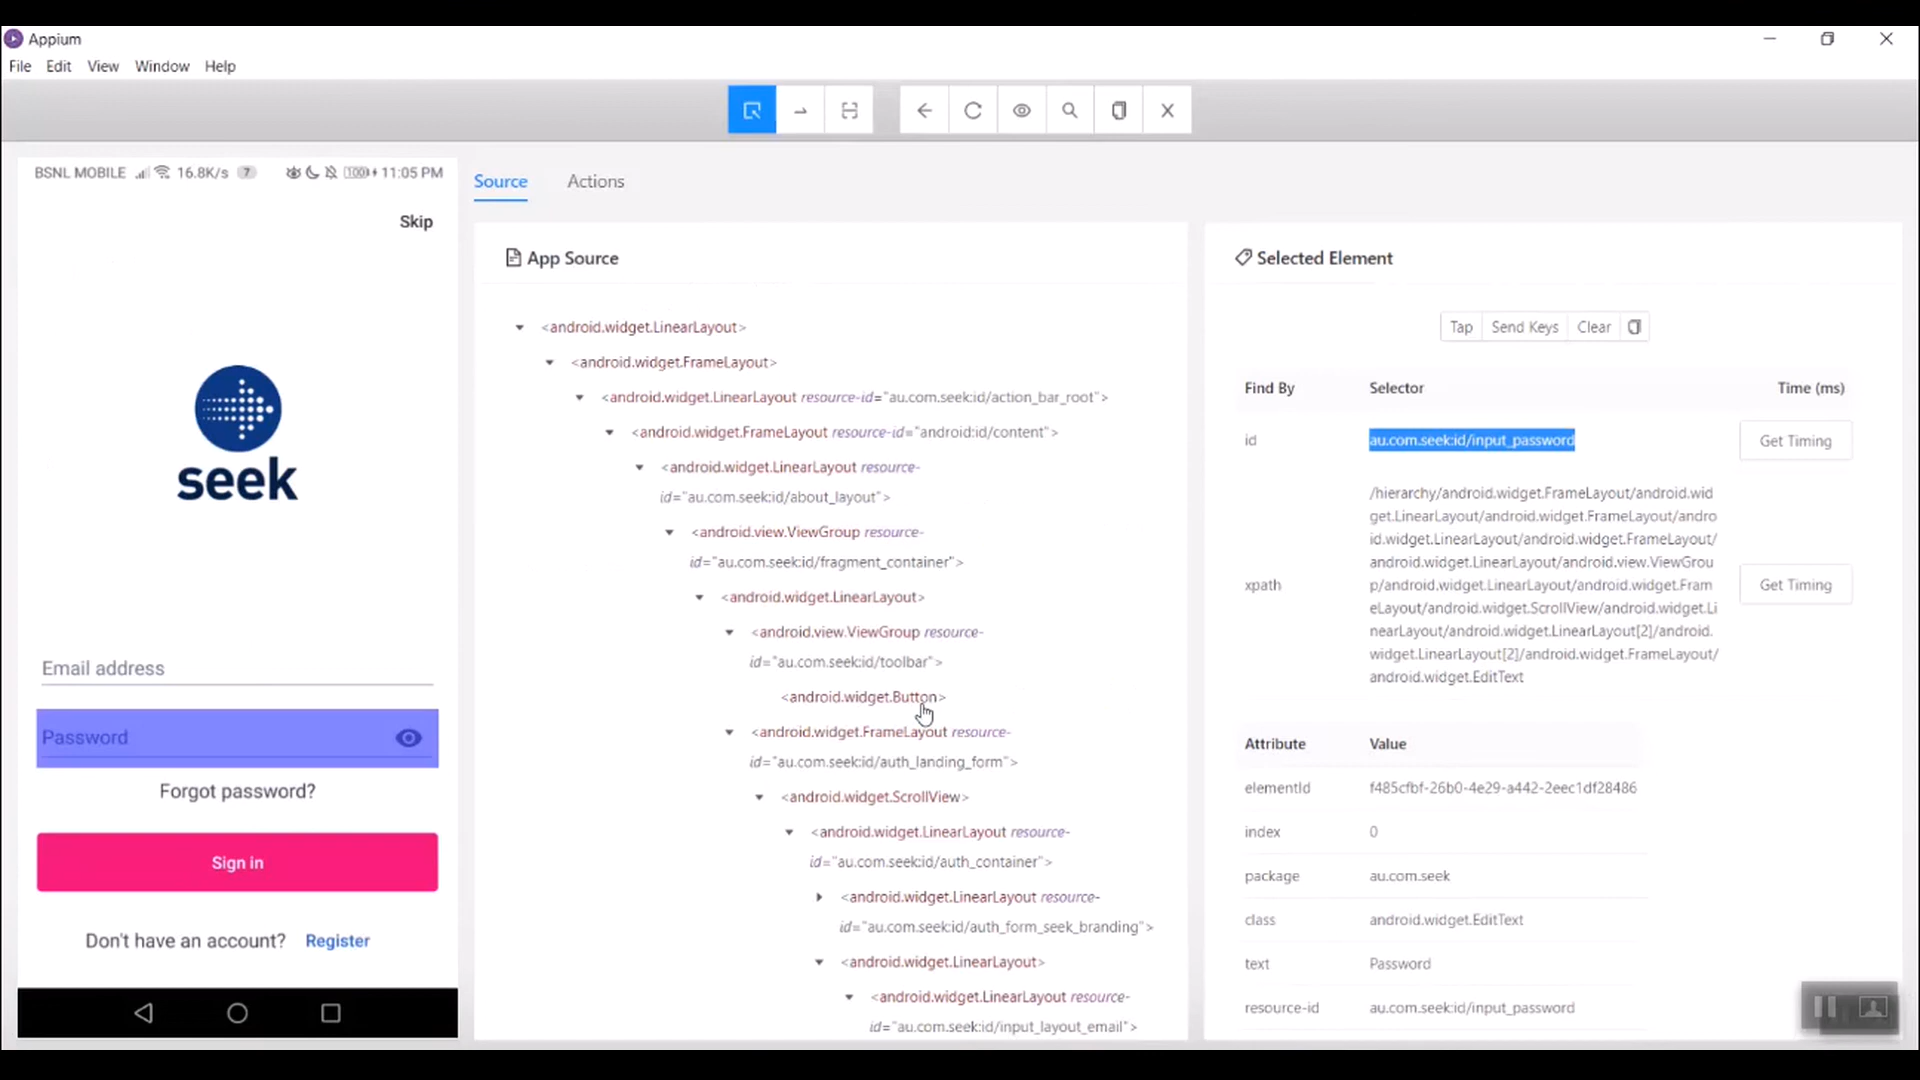 Appium
File Edit View Window Help
BSNL MOBILE 16.8K/s 7 100 11:05 PM
Skip
seek
Email address
Password
Forgot password?
Sign in
Don't have an account? Register
Source Actions
App Source
<android.widget.LinearLayout>
<android.widget.FrameLayout>
<android.widget.LinearLayout resource-id="au.com.seek:id/action_bar_root">
<android.widget.FrameLayout resource-id="android:id/content">
<android.widget.LinearLayout resource-
id="au.com.seek:id/about_layout">
<android.view.ViewGroup resource-
id="au.com.seek:id/fragment_container">
<android.widget.LinearLayout>
<android.view.ViewGroup resource-
id="au.com.seek:id/toolbar">
<android.widget.Button>
<android.widget.FrameLayout resource-
id="au.com.seek:id/auth_landing_form">
<android.widget.ScrollView>
<android.widget.LinearLayout resource-
id="au.com.seek:id/auth_container">
<android.widget.LinearLayout resource-
id="au.com.seek:id/auth_form_seek_branding">
<android.widget.LinearLayout>
<android.widget.LinearLayout resource-
id="au.com.seek:id/input_layout_email">
Selected Element
Tap Send Keys Clear
Find By Selector Time (ms)
id au.com.seek:id/input_password Get Timing
/hierarchy/android.widget.FrameLayout/android.wid
get.LinearLayout/android.widget.FrameLayout/andro
id.widget.LinearLayout/android.widget.FrameLayout/
android.widget.LinearLayout/android.view.ViewGrou
xpath p/android.widget.LinearLayout/android.widget.Fram Get Timing
eLayout/android.widget.ScrollView/android.widget.Li
nearLayout/android.widget.LinearLayout[2]/android.
widget.LinearLayout[2]/android.widget.FrameLayout/
android.widget.EditText
Attribute Value
elementId f485cfbf-26b0-4e29-a442-2eec1df28486
index 0
package au.com.seek
class android.widget.EditText
text Password
resource-id au.com.seek:id/input_password